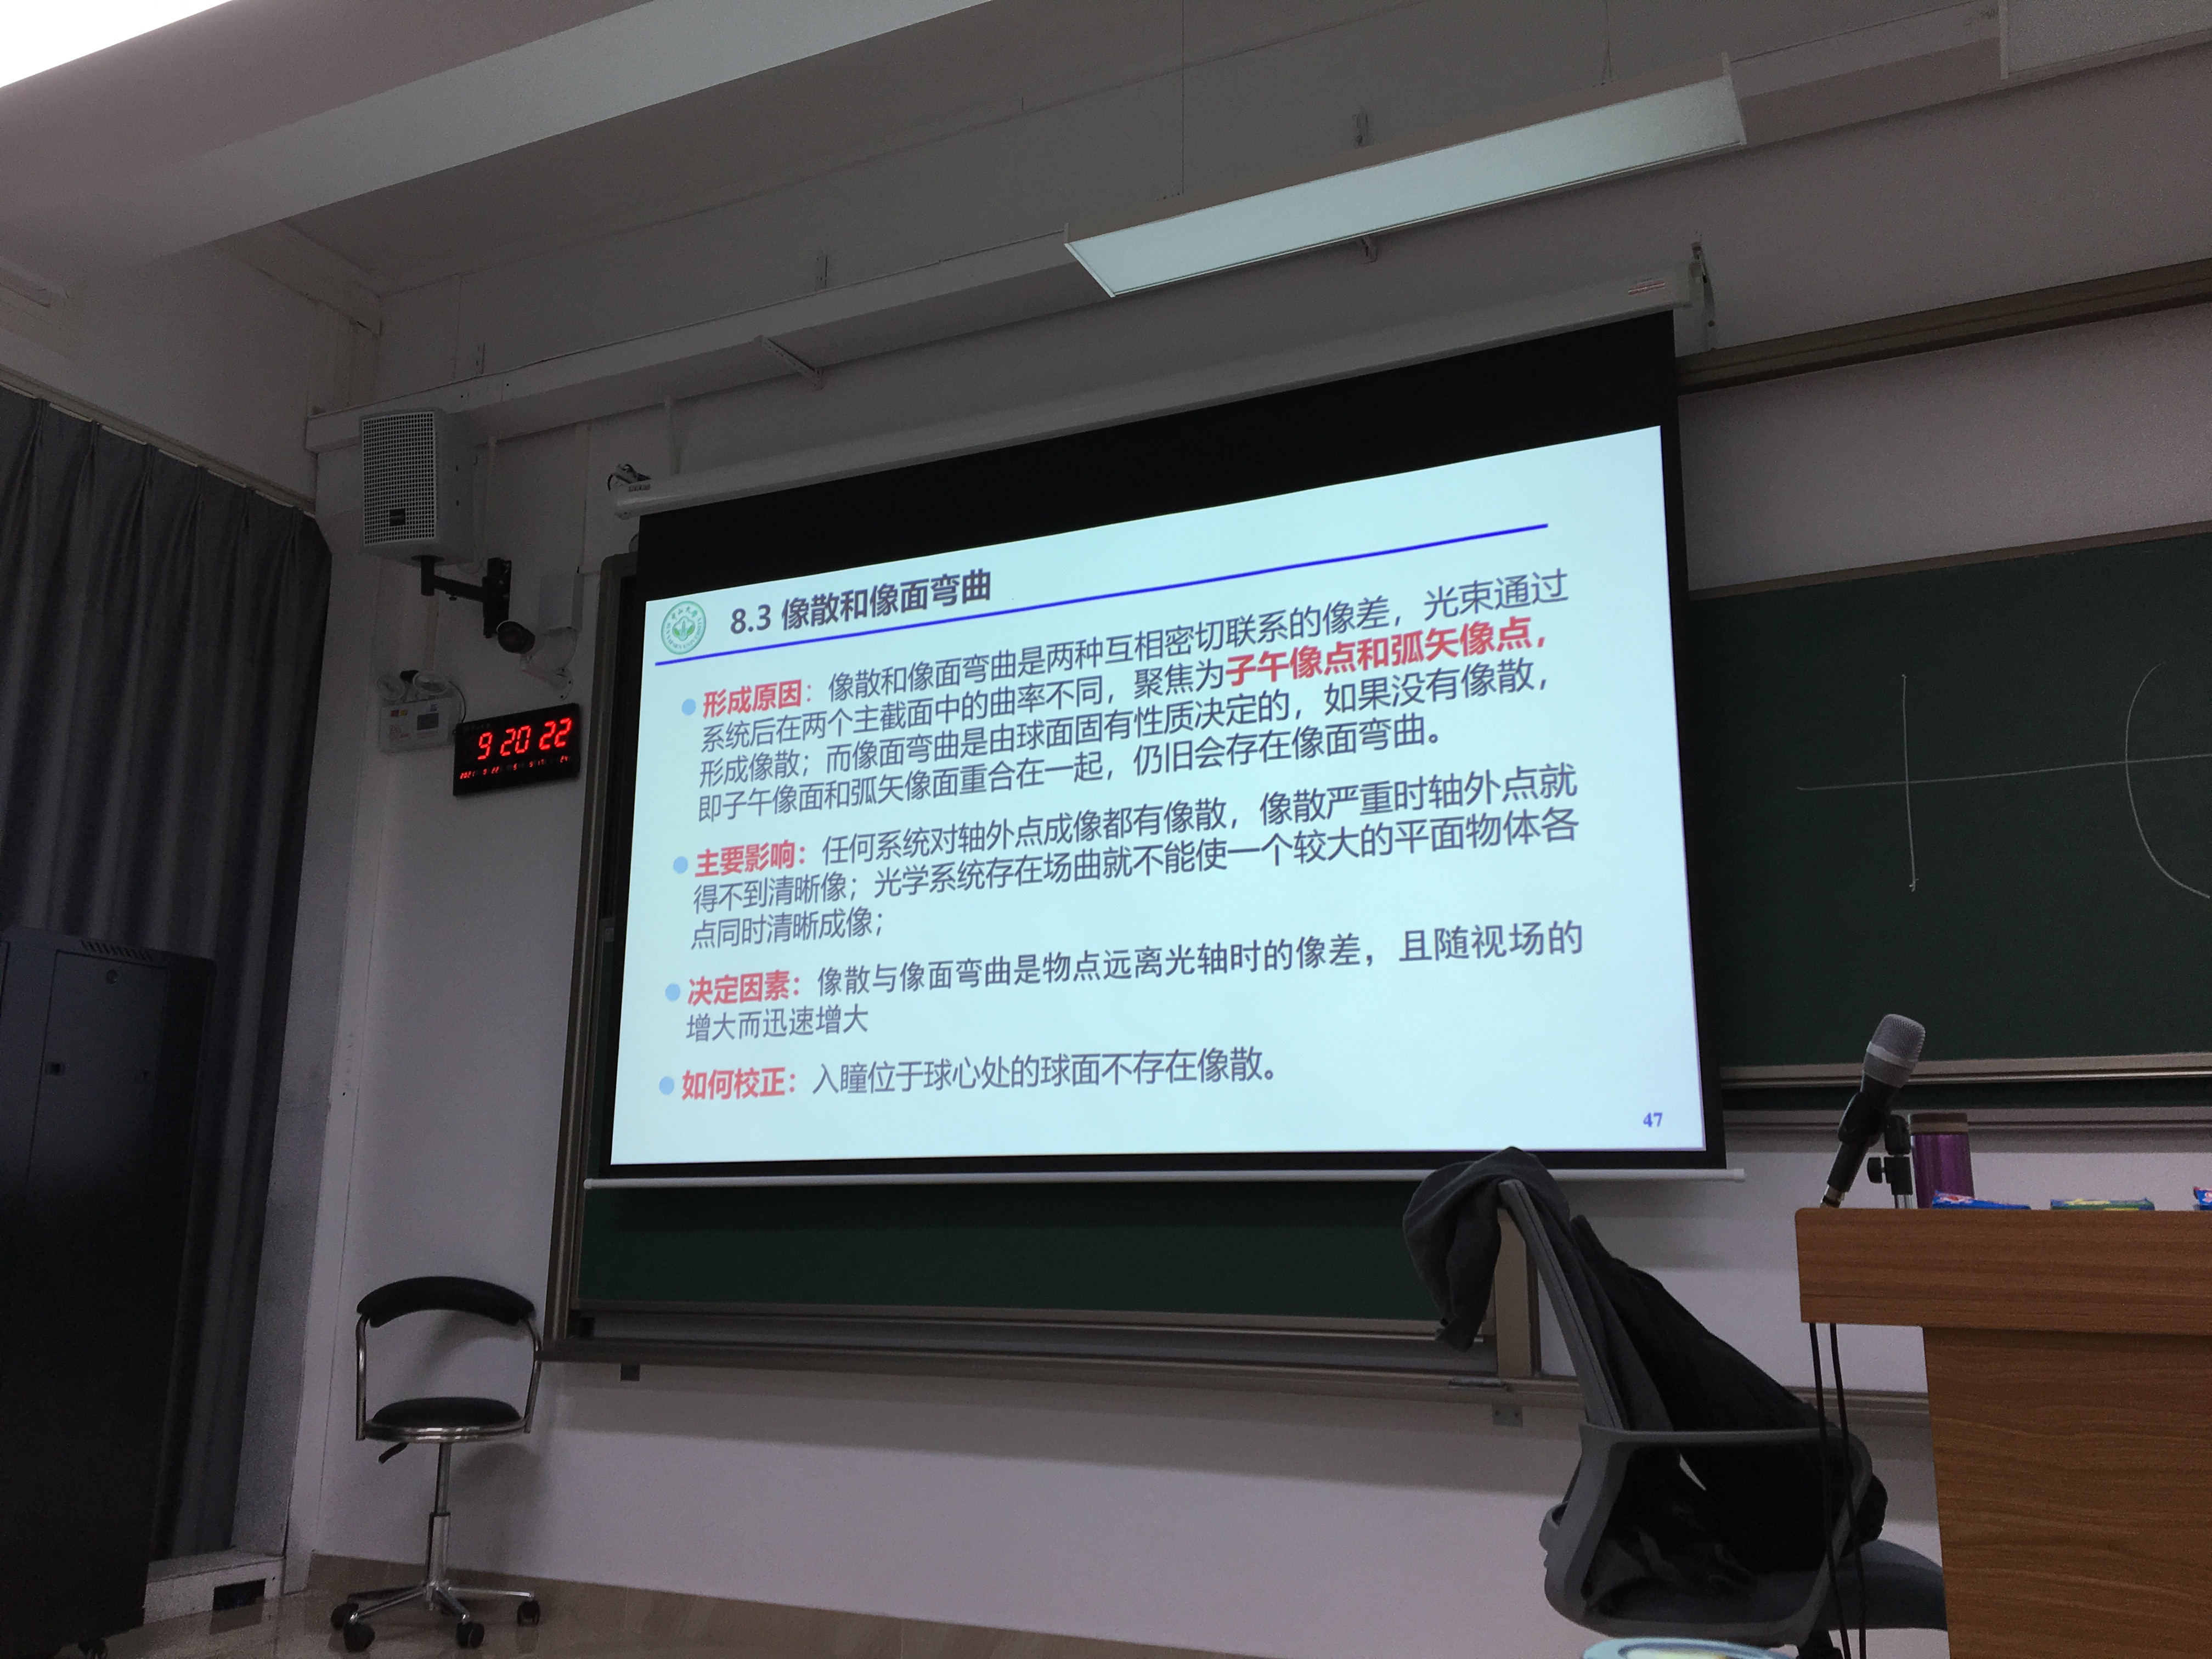 8.3 像散和像面弯曲
形成原因：像散和像面弯曲是两种互相密切联系的像差，光束通过
系统后在两个主截面中的曲率不同，聚焦为子午像点和弧矢像点，
形成像散；而像面弯曲是由球面固有性质决定的，如果没有像散，
即子午像面和弧矢像面重合在一起，仍旧会存在像面弯曲。
主要影响：任何系统对轴外点成像都有像散，像散严重时轴外点就
得不到清晰像；光学系统存在场曲就不能使一个较大的平面物体各
点同时清晰成像；
决定因素：像散与像面弯曲是物点远离光轴时的像差，且随视场的
增大而迅速增大
如何校正：入瞳位于球心处的球面不存在像散。
47
9 20 22